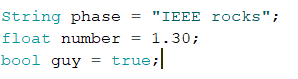 String phase = "IEEE rocks";
float number = 1.30;
bool guy = true;